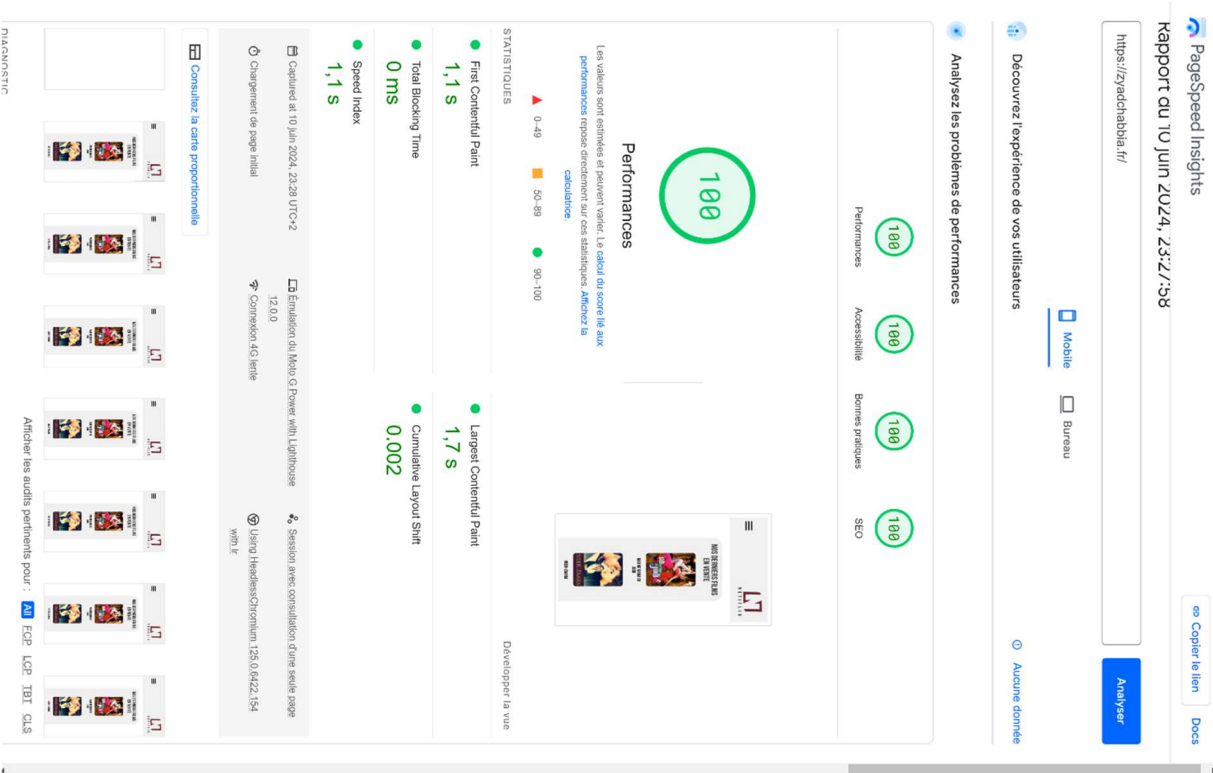 PageSpeed Insights
Copier le lien
Docs
Rapport du 10 juin 2024, 23:27:58
https://zyadchabbia.fr/
Analyser
Mobile
Bureau
Découvrez l'expérience de vos utilisateurs
Aucune donnée
Analysez les problèmes de performances
100
100
100
100
Performances
Accessibilité
Bonnes pratiques
SEO
100
Performances
Les valeurs sont estimées et peuvent varier. Le calcul du score lié aux
performances repose directement sur ces statistiques. Affichez la
calculatrice.
0–49
50–89
90–100
NOS DERNIERS FILMS
EN VENTE
STATISTIQUES
Développer la vue
First Contentful Paint
1,1 s
Largest Contentful Paint
1,7 s
Total Blocking Time
0 ms
Cumulative Layout Shift
0.002
Speed Index
1,1 s
Captured at 10 juin 2024, 23:28 UTC+2
Émulation du Moto G Power with Lighthouse
12.0.0
Session avec consultation d'une seule page
Chargement de page initial
Connexion 4G lente
Using HeadlessChromium 125.0.6422.154
with lr
Consultez la carte proportionnelle
Afficher les audits pertinents pour :
All
FCP
LCP
TBT
CLS
DIAGNOSTIC